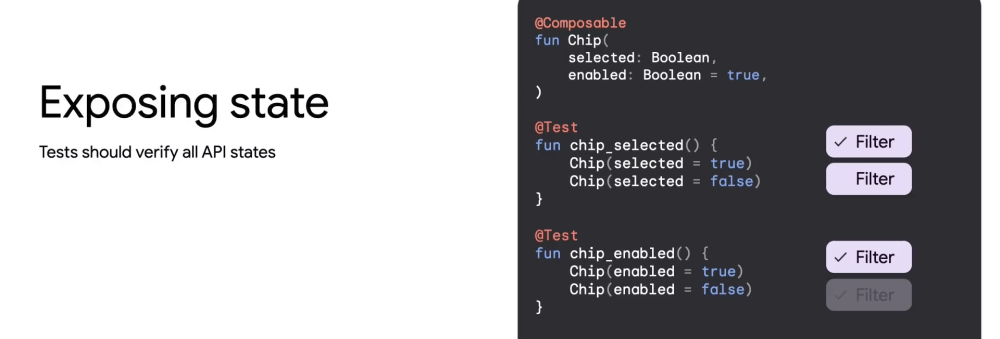 Exposing state
Tests should verify all API states
@Composable
fun Chip(
    selected: Boolean,
    enabled: Boolean = true,
)
@Test
fun chip_selected() {
    Chip(selected = true)
    Chip(selected = false)
}
✓ Filter
Filter
@Test
fun chip_enabled() {
    Chip(enabled = true)
    Chip(enabled = false)
}
✓ Filter
✓ Filter